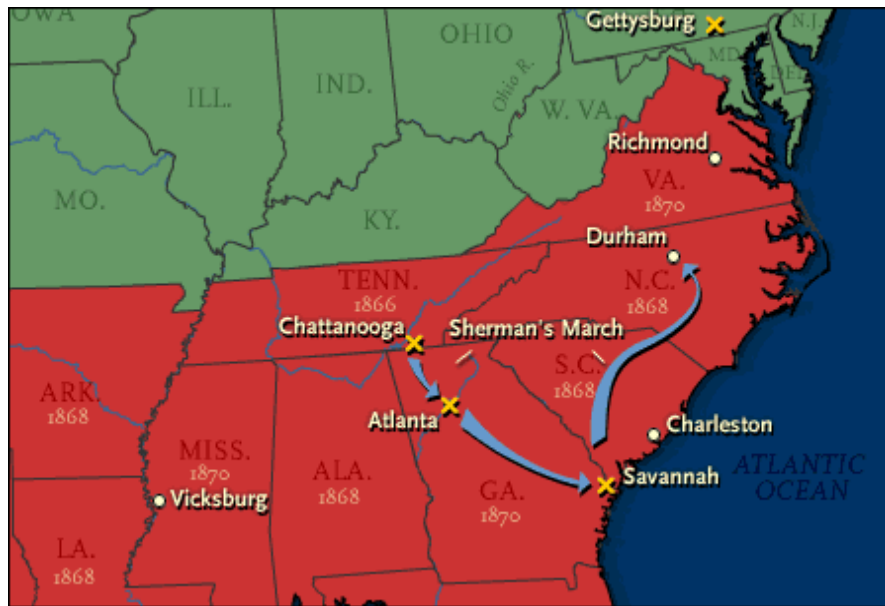 IOWA
OHIO
Gettysburg
N.J.
MD.
DEL.
ILL.
IND.
Ohio R.
W. VA.
Richmond
MO.
VA.
1870
KY.
Durham
TENN.
1866
N.C.
1868
Chattanooga
Sherman's March
S.C.
1868
ARK.
1868
Atlanta
Charleston
MISS.
1870
ALA.
1868
Savannah
ATLANTIC
OCEAN
Vicksburg
GA.
1870
LA.
1868